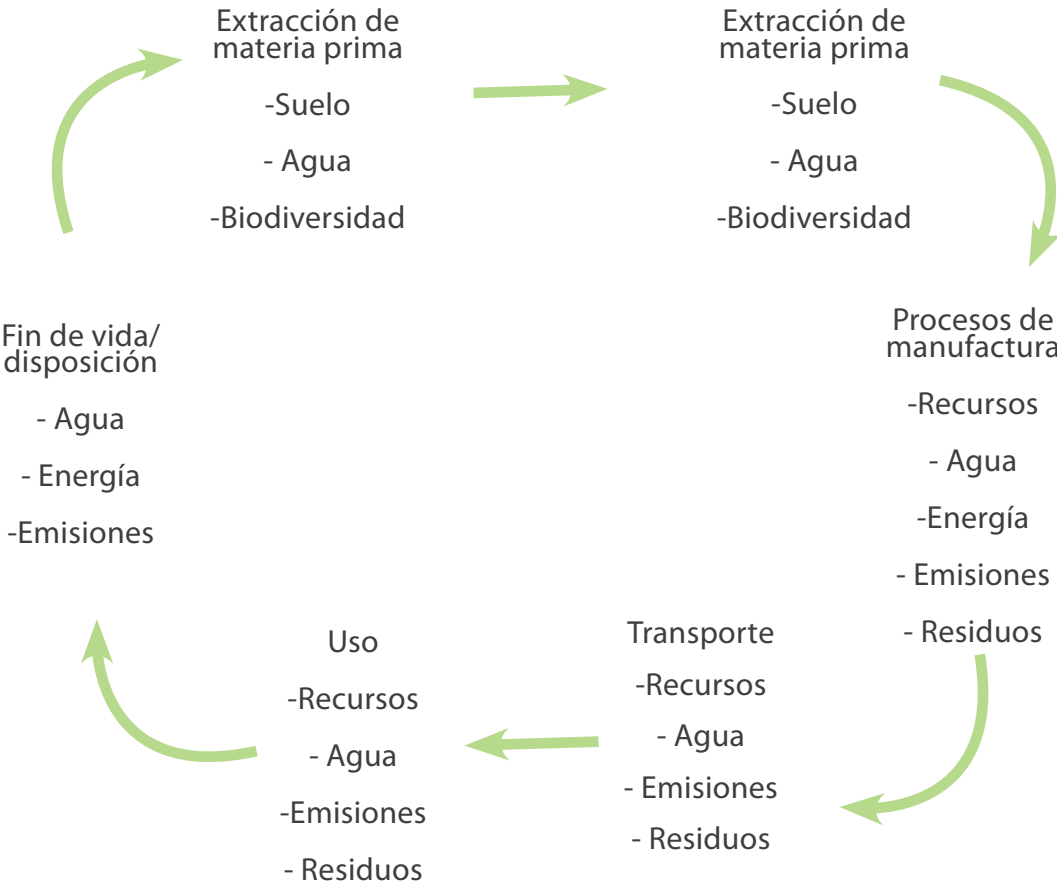 Extracción de
materia prima
-Suelo
- Agua
-Biodiversidad
Extracción de
materia prima
-Suelo
- Agua
-Biodiversidad
Procesos de
manufactura
-Recursos
- Agua
-Energía
- Emisiones
- Residuos
Transporte
-Recursos
- Agua
- Emisiones
- Residuos
Uso
-Recursos
- Agua
-Emisiones
- Residuos
Fin de vida/
disposición
- Agua
- Energía
-Emisiones